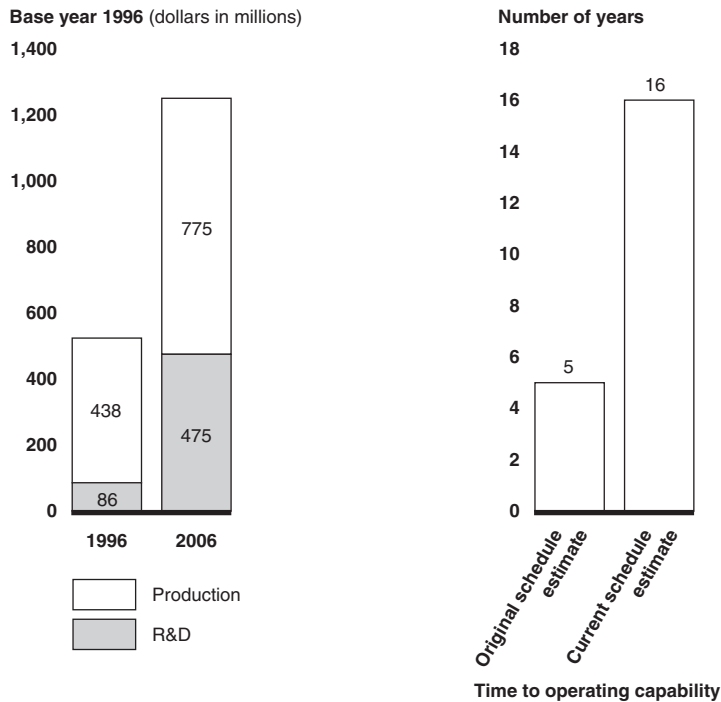 Base year 1996 (dollars in millions)
1,400
1,200
1,000
800
600
400
200
0
775
438
475
86
1996
2006
Production
R&D
Number of years
18
16
14
12
10
8
6
4
2
0
16
5
Original schedule
estimate
Current schedule
estimate
Time to operating capability